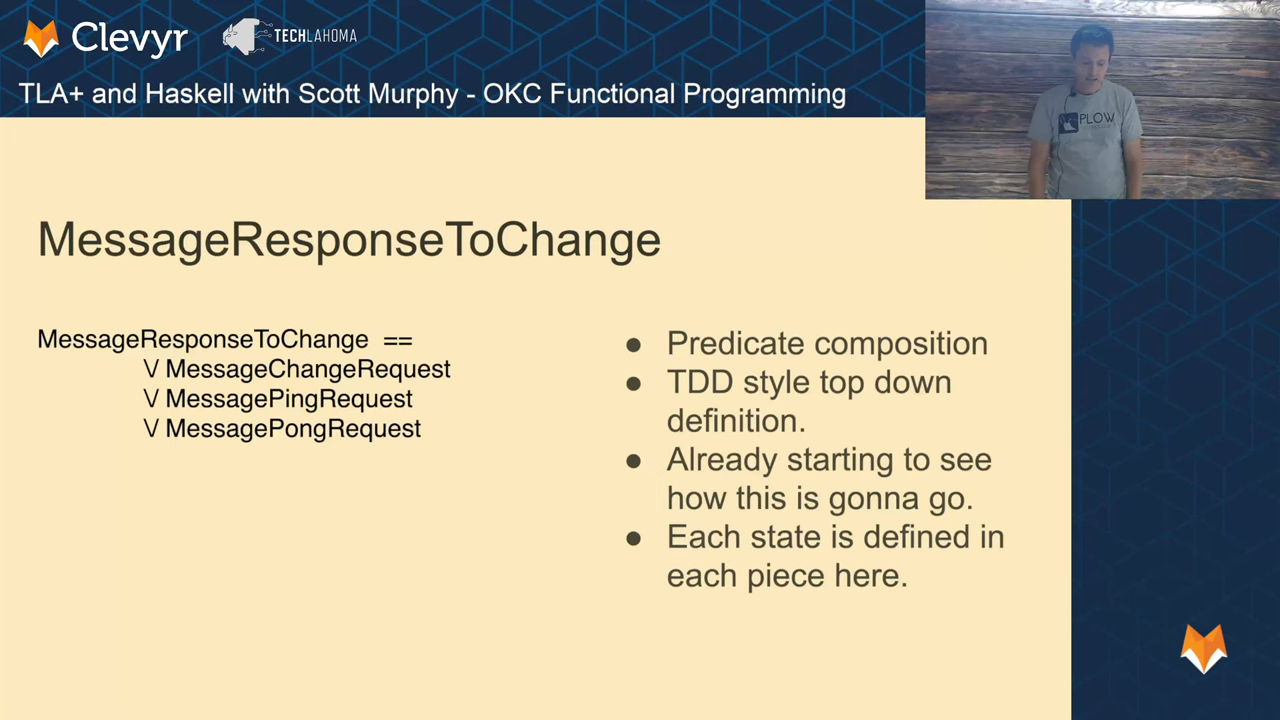 Clevyr
TECHLAHOMA
TLA+ and Haskell with Scott Murphy - OKC Functional Programming
PLOW
MessageResponseToChange
MessageResponseToChange ==
\/ MessageChangeRequest
\/ MessagePingRequest
\/ MessagePongRequest
● Predicate composition
● TDD style top down
definition.
● Already starting to see
how this is gonna go.
● Each state is defined in
each piece here.